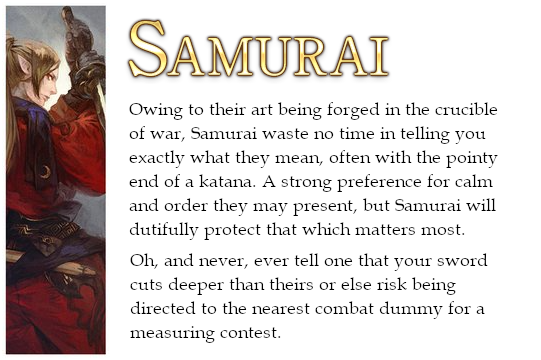 SAMURAI
Owing to their art being forged in the crucible
of war, Samurai waste no time in telling you
exactly what they mean, often with the pointy
end of a katana. A strong preference for calm
and order they may present, but Samurai will
dutifully protect that which matters most.
Oh, and never, ever tell one that your sword
cuts deeper than theirs or else risk being
directed to the nearest combat dummy for a
measuring contest.